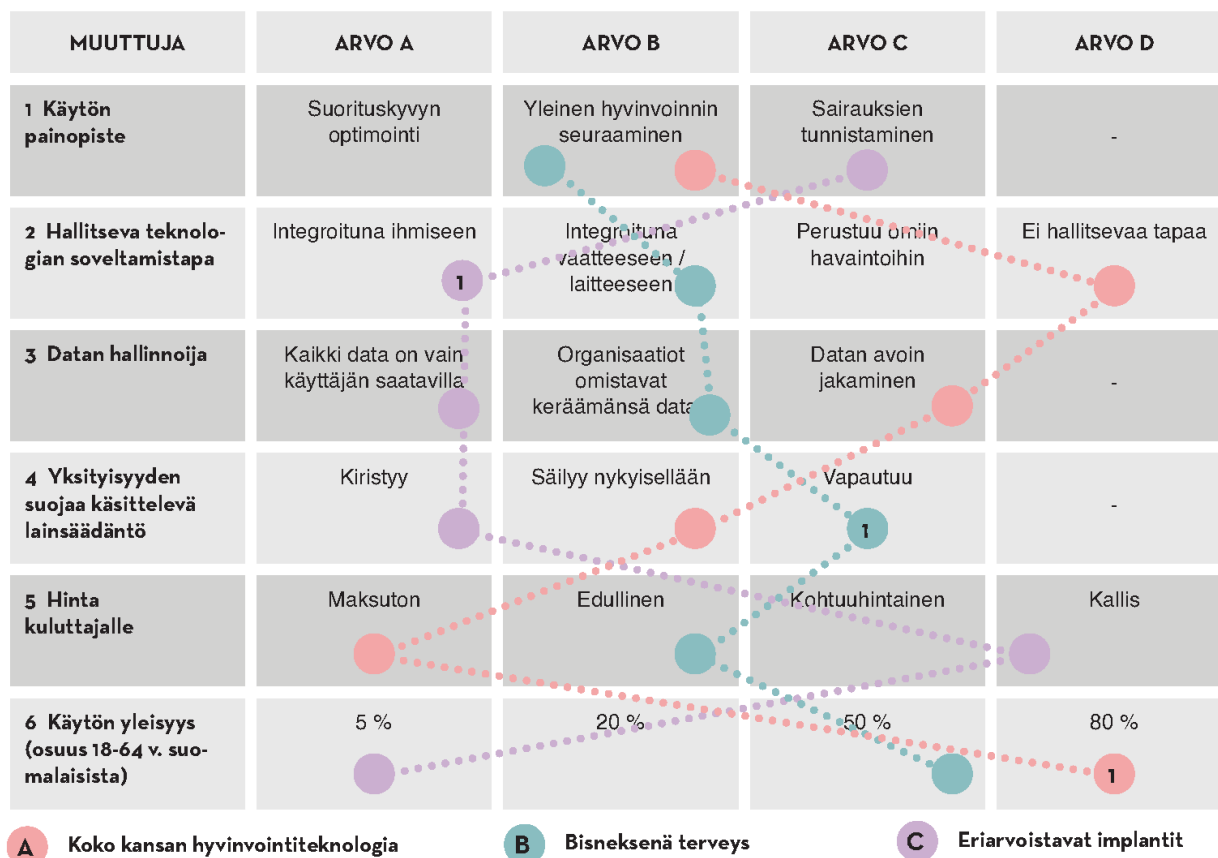 MUUTTUJA
ARVO A
ARVO B
ARVO C
ARVO D
1 Käytön
painopiste
Suorituskyvyn
optimointi
Yleinen hyvinvoinnin
seuraaminen
Sairauksien
tunnistaminen
-
2 Hallitseva teknolo-
gian soveltamistapa
Integroituna ihmiseen
1
Integroituna
vaatteeseen /
laitteeseen
Perustuu omiin
havaintoihin
Ei hallitsevaa tapaa
3 Datan hallinnoija
Kaikki data on vain
käyttäjän saatavilla
Organisaatiot
omistavat
keräämänsä data
Datan avoin
jakaminen
-
4 Yksityisyyden
suojaa käsittelevä
lainsäädäntö
Kiristyy
Säilyy nykyisellään
Vapautuu
1
-
5 Hinta
kuluttajalle
Maksuton
Edullinen
Kohtuuhintainen
Kallis
6 Käytön yleisyys
(osuus 18-64 v. suo-
malaisista)
5 %
20 %
50 %
80 %
1
A Koko kansan hyvinvointiteknologia
B Bisneksenä terveys
C Eriarvoistavat implantit